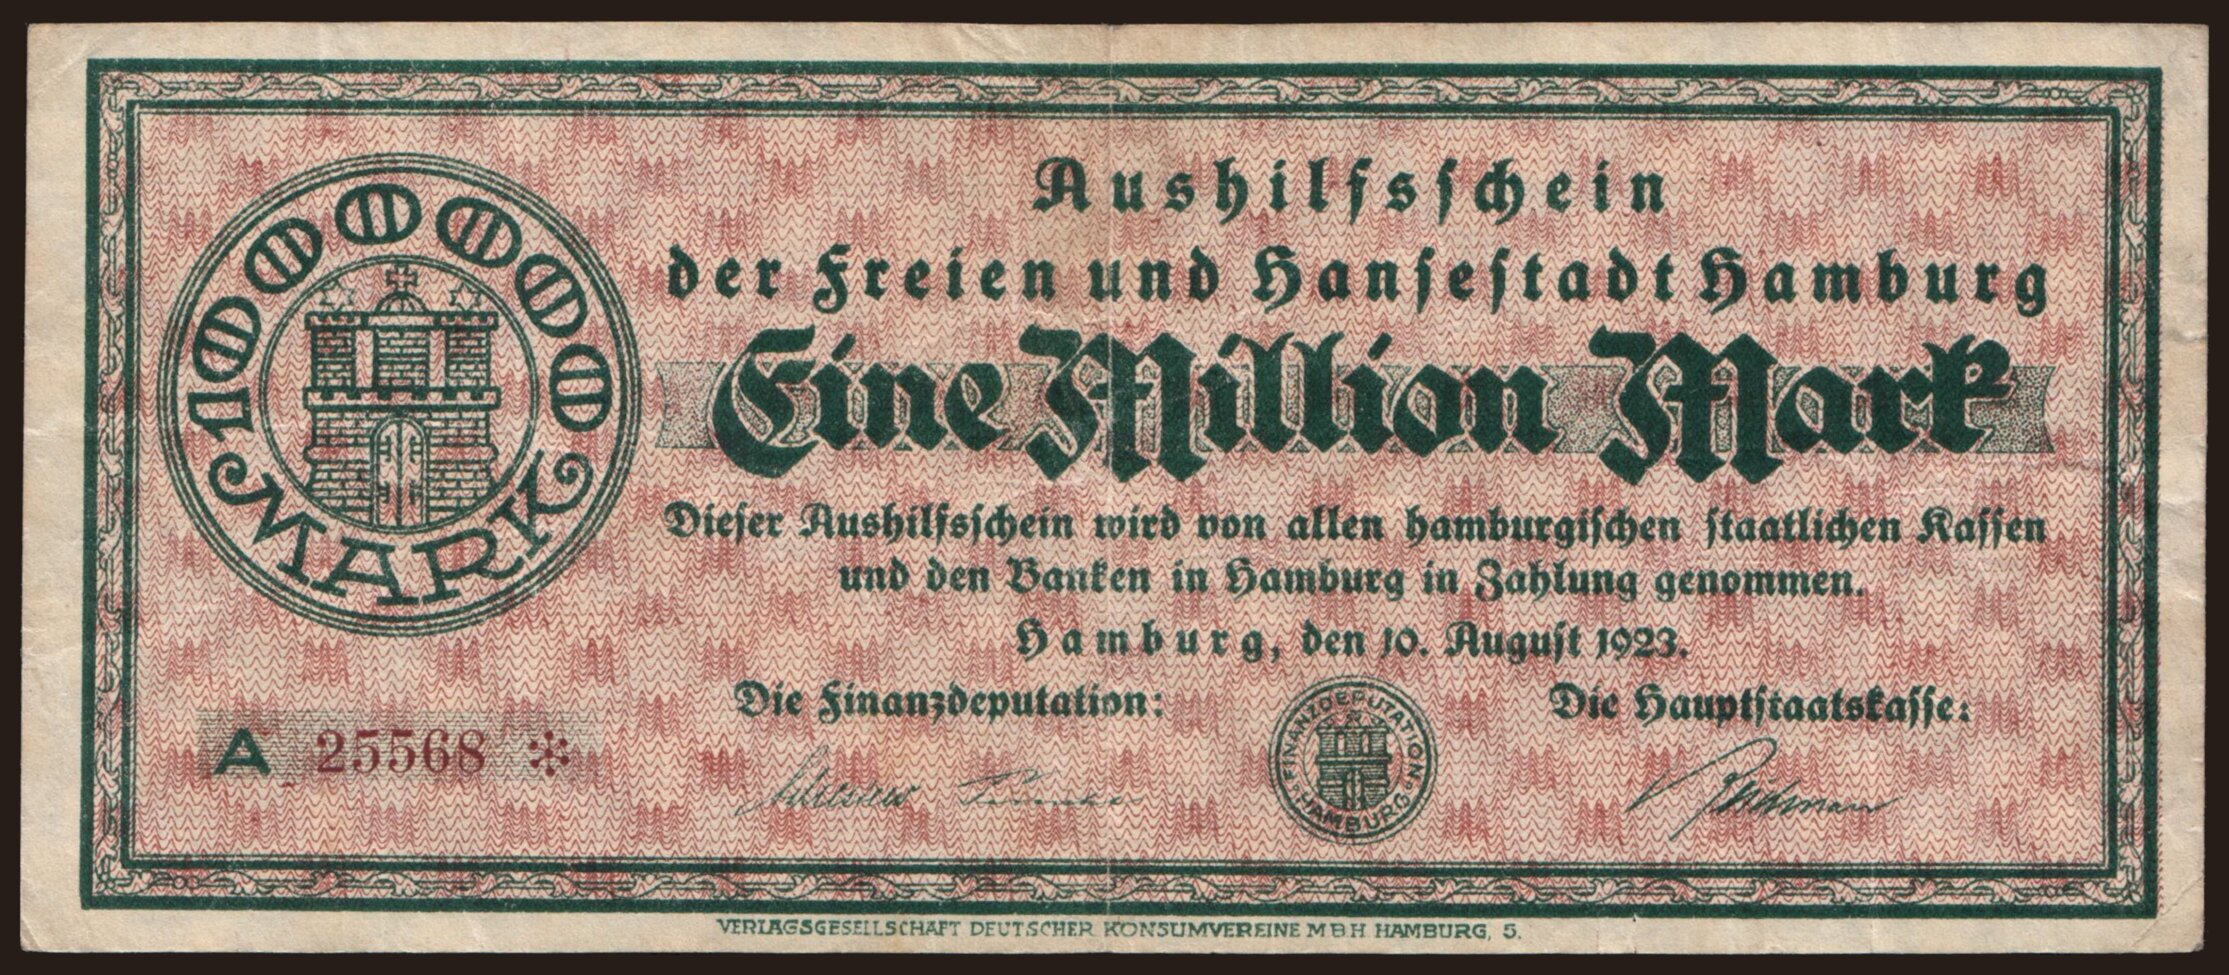 1000000
MARK
Aushilfsschein
der Freien und Hansestadt Hamburg
Eine Million Mark
Dieser Aushilfsschein wird von allen hamburgischen staatlichen Kassen
und den Banken in Hamburg in Zahlung genommen.
Hamburg, den 10. August 1923.
Die Finanzdeputation:
Die Hauptstaatskasse:
FINANZDEPUTATION
HAMBURG
A 25568 *
VERLAGSGESELLSCHAFT DEUTSCHER KONSUMVEREINE M B H HAMBURG, 5.